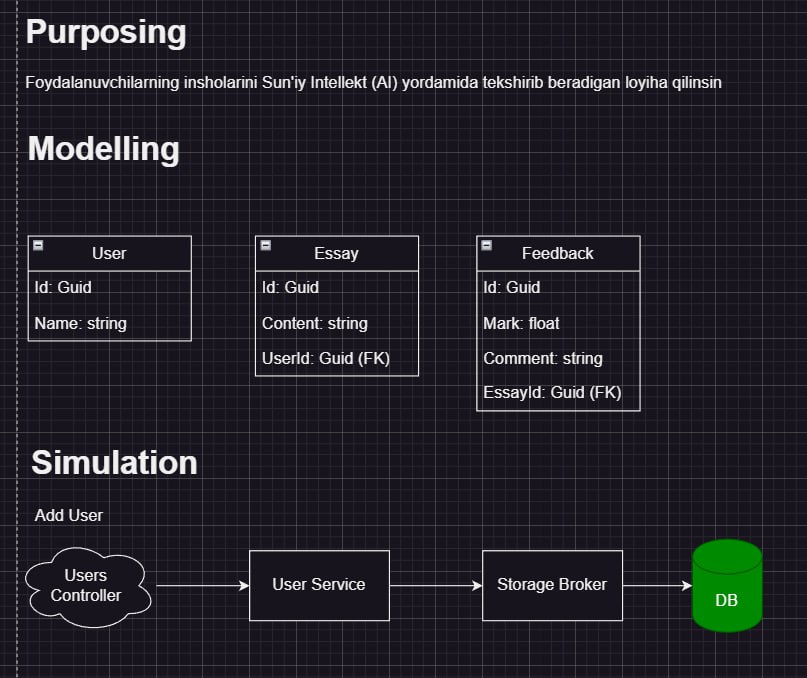 Purposing
Foydalanuvchilarning insholarini Sun'iy Intellekt (AI) yordamida tekshirib beradigan loyiha qilinsin
Modelling
User
Id: Guid
Name: string
Essay
Id: Guid
Content: string
UserId: Guid (FK)
Feedback
Id: Guid
Mark: float
Comment: string
EssayId: Guid (FK)
Simulation
Add User
Users
Controller
User Service
Storage Broker
DB